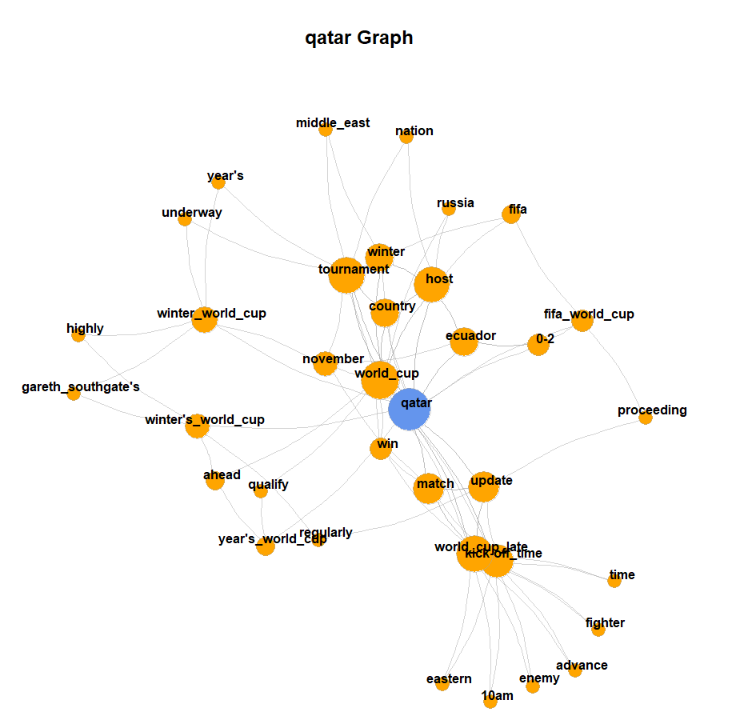 qatar Graph
middle_east
nation
year's
russia
fifa
underway
winter
tournament
host
country
winter_world_cup
fifa_world_cup
highly
ecuador
0-2
november
world_cup
gareth_southgate's
qatar
proceeding
winter's_world_cup
win
ahead
qualify
match
update
regularly
year's_world_cup
world_cup_late
kick-off_time
time
fighter
advance
eastern
enemy
10am